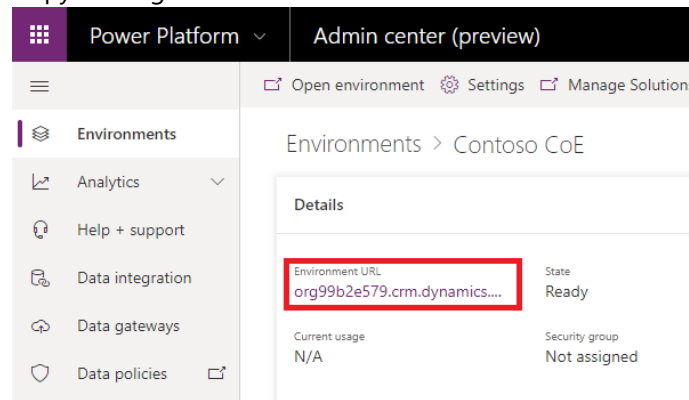 Power Platform
Admin center (preview)
Open environment
Settings
Manage Solutions
Environments
Analytics
Help + support
Data integration
Data gateways
Data policies
Environments > Contoso CoE
Details
Environment URL
org99b2e579.crm.dynamics....
State
Ready
Current usage
N/A
Security group
Not assigned